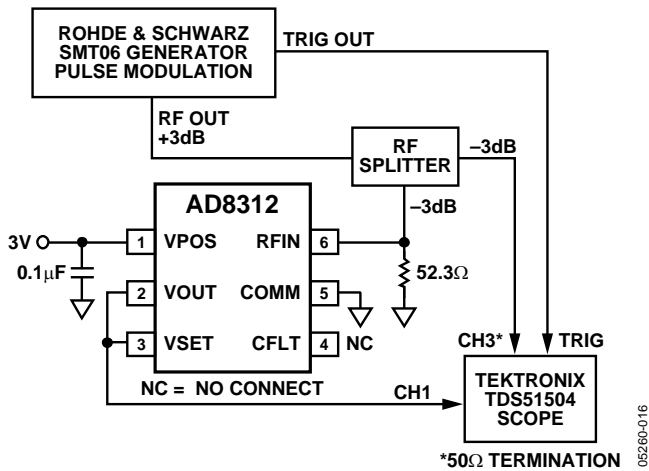 ROHDE & SCHWARZ
SMT06 GENERATOR
PULSE MODULATION
TRIG OUT
RF OUT
+3dB
RF
SPLITTER
–3dB
–3dB
AD8312
3V
0.1μF
1 VPOS
RFIN 6
52.3Ω
2 VOUT
COMM 5
3 VSET
CFLT 4
NC
NC = NO CONNECT
CH1
CH3*
TRIG
TEKTRONIX
TDS51504
SCOPE
*50Ω TERMINATION
05260-016